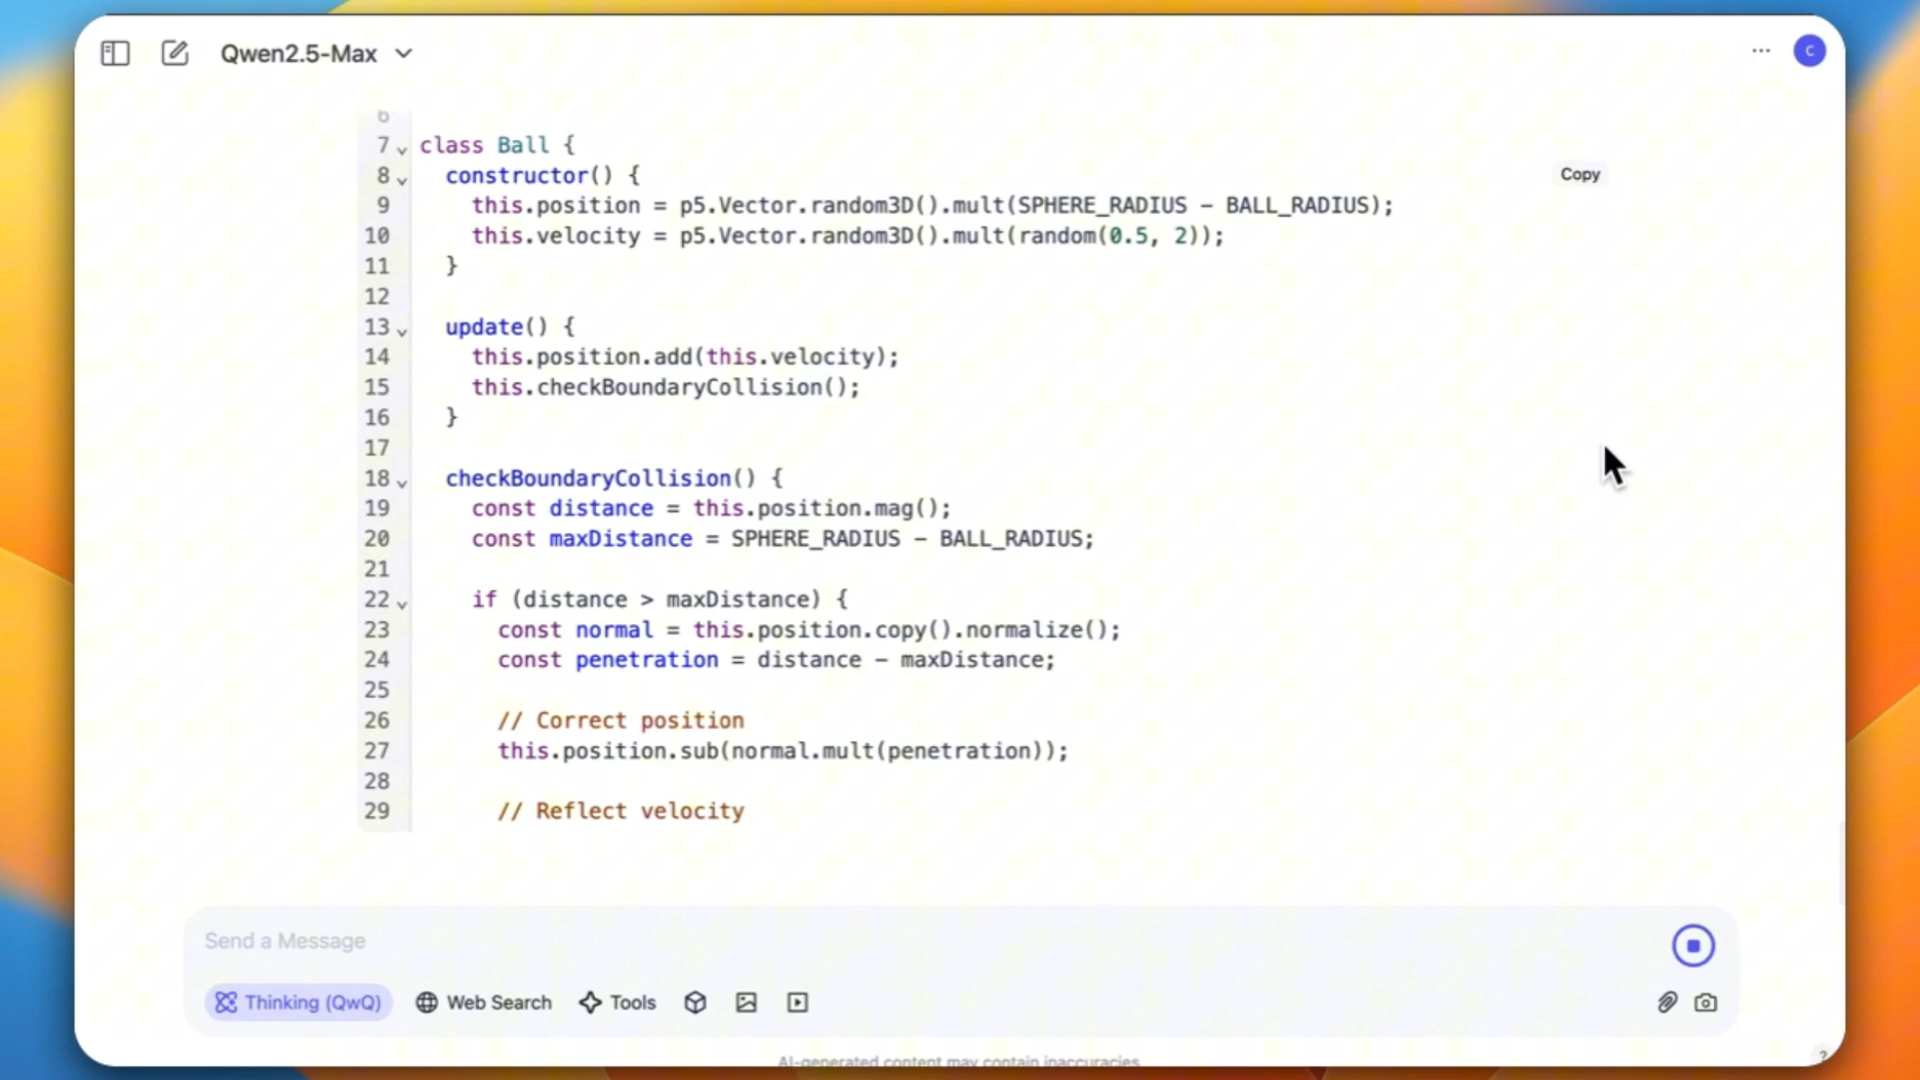 Qwen2.5-Max
C
6
7 class Ball {
8 constructor() {
Copy
9 this.position = p5.Vector.random3D().mult(SPHERE_RADIUS - BALL_RADIUS);
10 this.velocity = p5.Vector.random3D().mult(random(0.5, 2));
11 }
12
13 update() {
14 this.position.add(this.velocity);
15 this.checkBoundaryCollision();
16 }
17
18 checkBoundaryCollision() {
19 const distance = this.position.mag();
20 const maxDistance = SPHERE_RADIUS - BALL_RADIUS;
21
22 if (distance > maxDistance) {
23 const normal = this.position.copy().normalize();
24 const penetration = distance - maxDistance;
25
26 // Correct position
27 this.position.sub(normal.mult(penetration));
28
29 // Reflect velocity
Send a Message
Thinking (QwQ) Web Search Tools
AI-generated content may contain inaccuracies
?